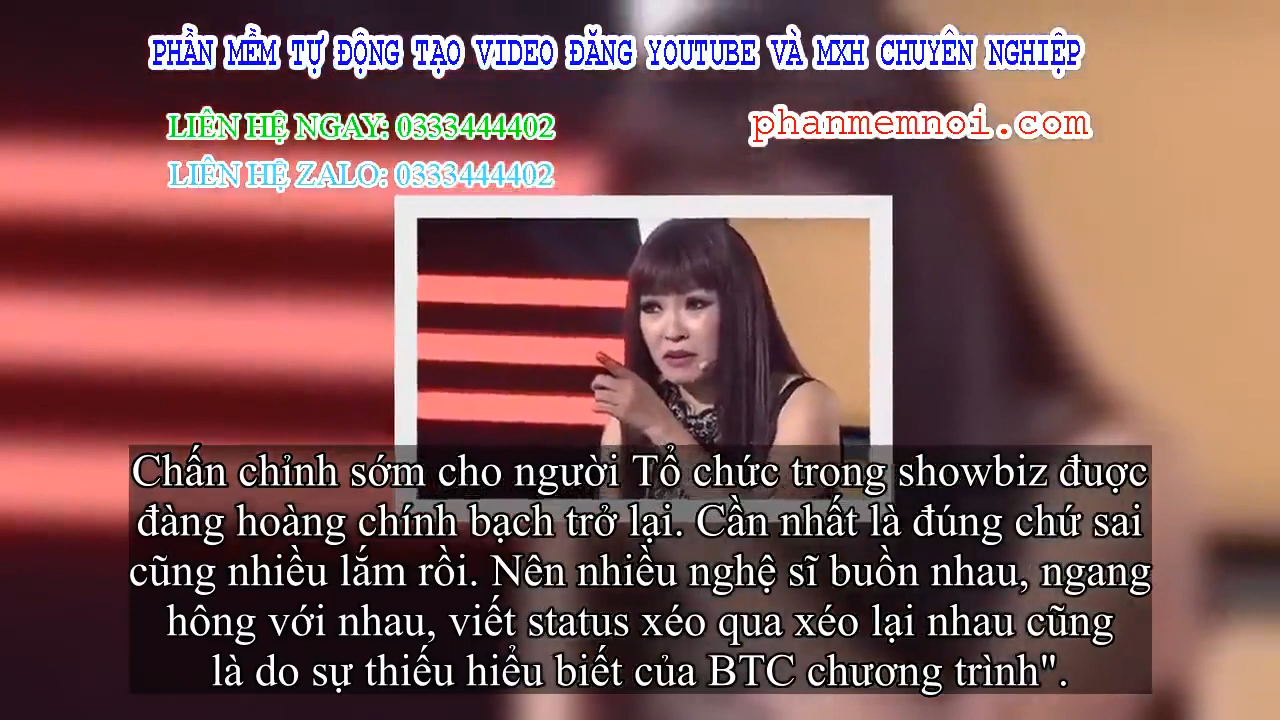 PHẦN MỀM TỰ ĐỘNG TẠO VIDEO ĐĂNG YOUTUBE VÀ MXH CHUYÊN NGHIỆP
LIÊN HỆ NGAY: 0333444402
phanmemnoi.com
LIÊN HỆ ZALO: 0333444402
Chấn chỉnh sớm cho người Tổ chức trong showbiz đuợc
đàng hoàng chính bạch trở lại. Cần nhất là đúng chứ sai
cũng nhiều lắm rồi. Nên nhiều nghệ sĩ buồn nhau, ngang
hông với nhau, viết status xéo qua xéo lại nhau cũng
là do sự thiếu hiểu biết của BTC chương trình".